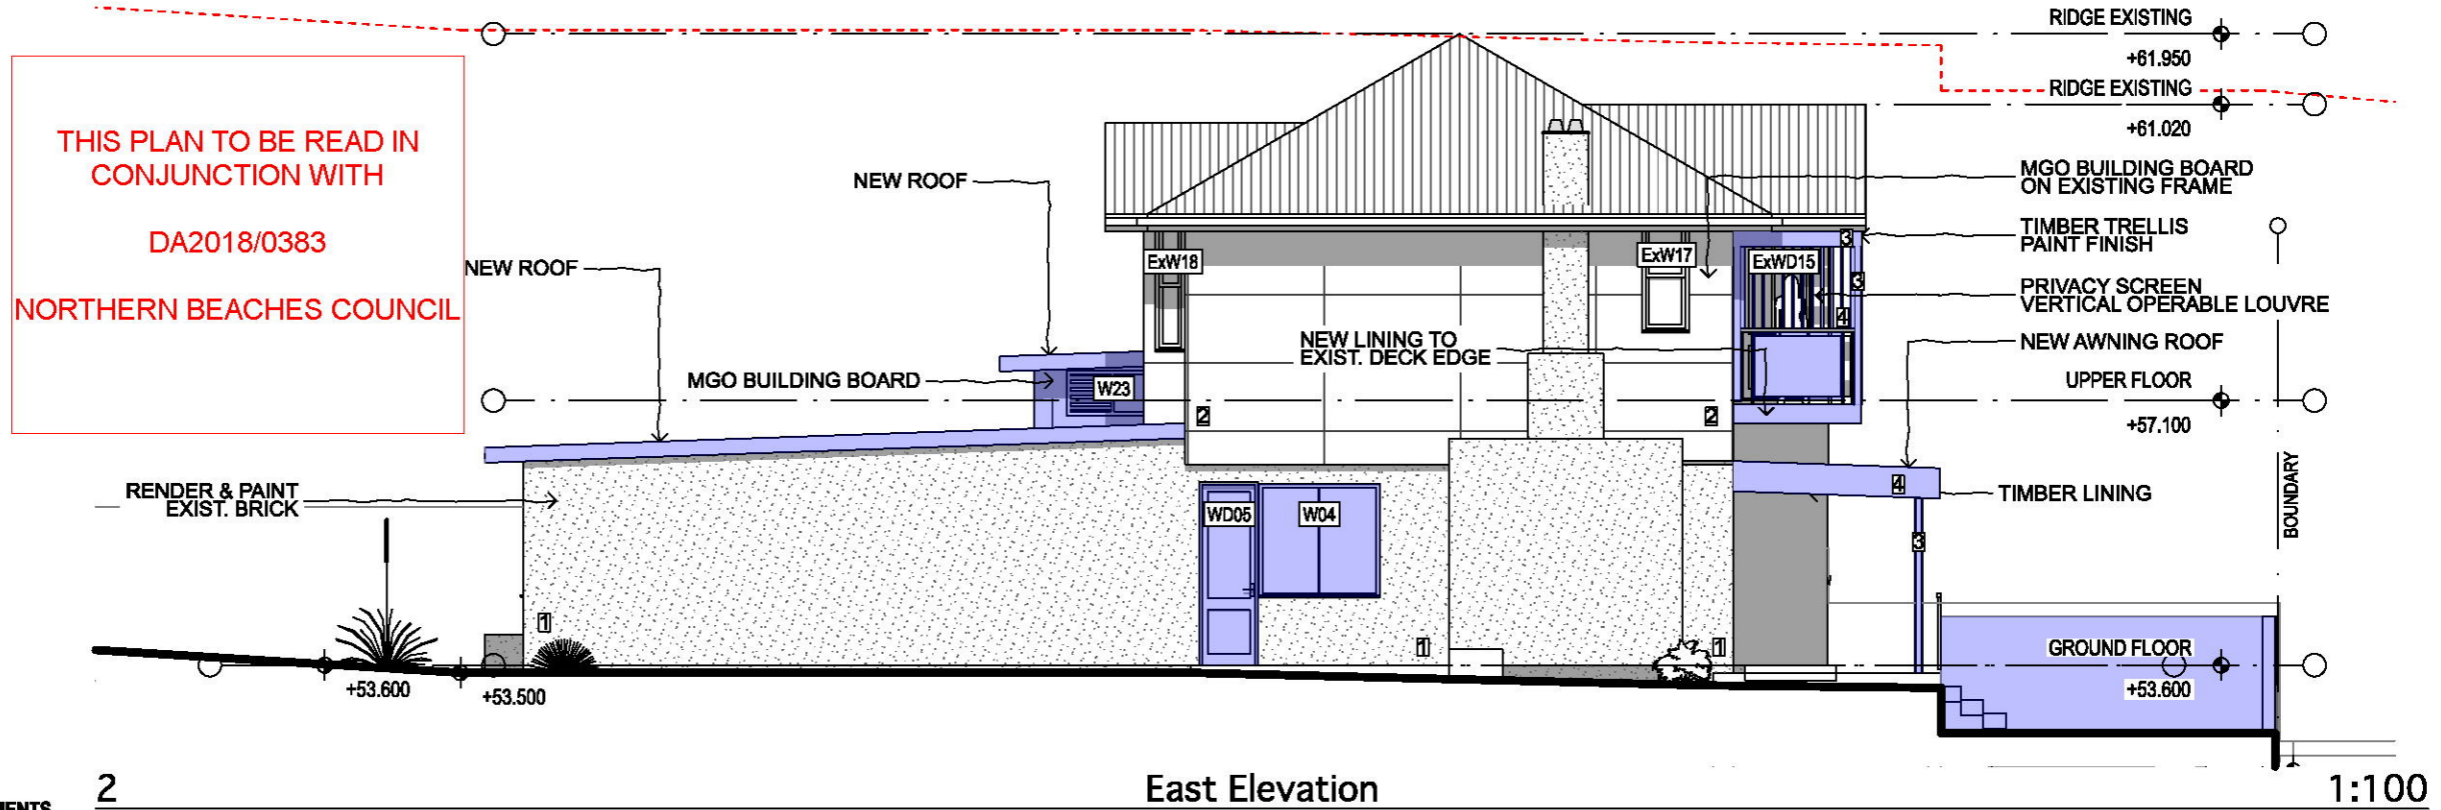 RIDGE EXISTING
+61.950
RIDGE EXISTING
+61.020
THIS PLAN TO BE READ IN
CONJUNCTION WITH
DA2018/0383
NORTHERN BEACHES COUNCIL
NEW ROOF
NEW ROOF
MGO BUILDING BOARD
ON EXISTING FRAME
TIMBER TRELLIS
PAINT FINISH
PRIVACY SCREEN
VERTICAL OPERABLE LOUVRE
NEW AWNING ROOF
UPPER FLOOR
+57.100
ExW18
ExW17
ExWD15
3
3
4
NEW LINING TO
EXIST. DECK EDGE
MGO BUILDING BOARD
W23
2
2
RENDER & PAINT
EXIST. BRICK
WD05
W04
4
TIMBER LINING
3
BOUNDARY
1
1
1
GROUND FLOOR
+53.600
+53.600
+53.500
2
East Elevation
1:100